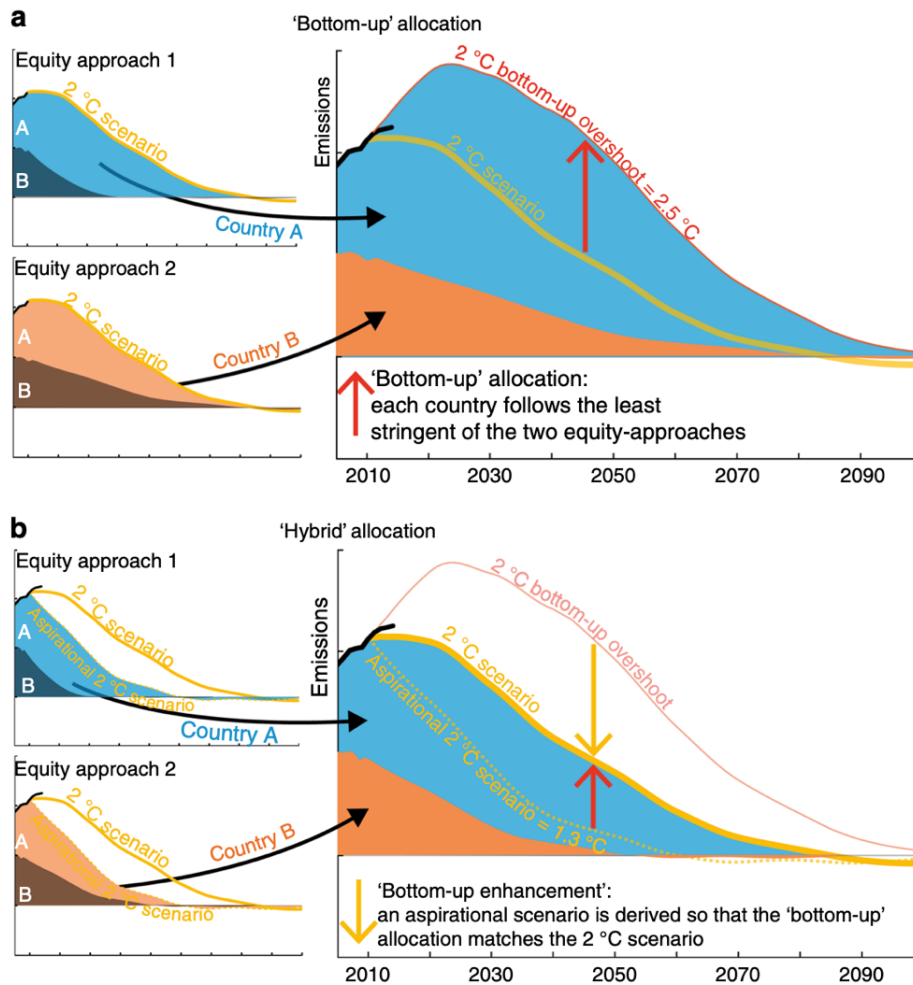 a
'Bottom-up' allocation
Equity approach 1
2 °C scenario
A
B
Country A
Equity approach 2
2 °C scenario
A
B
Country B
Emissions
2 °C bottom-up overshoot = 2.5 °C
2 °C scenario
'Bottom-up' allocation:
each country follows the least
stringent of the two equity-approaches
2010 2030 2050 2070 2090
b
'Hybrid' allocation
Equity approach 1
2 °C scenario
Aspirational 2 °C scenario
A
B
Country A
Equity approach 2
2 °C scenario
Aspirational 2 °C scenario
A
B
Country B
Emissions
2 °C bottom-up overshoot
2 °C scenario
Aspirational 2 °C scenario = 1.3 °C
'Bottom-up enhancement':
an aspirational scenario is derived so that the 'bottom-up'
allocation matches the 2 °C scenario
2010 2030 2050 2070 2090